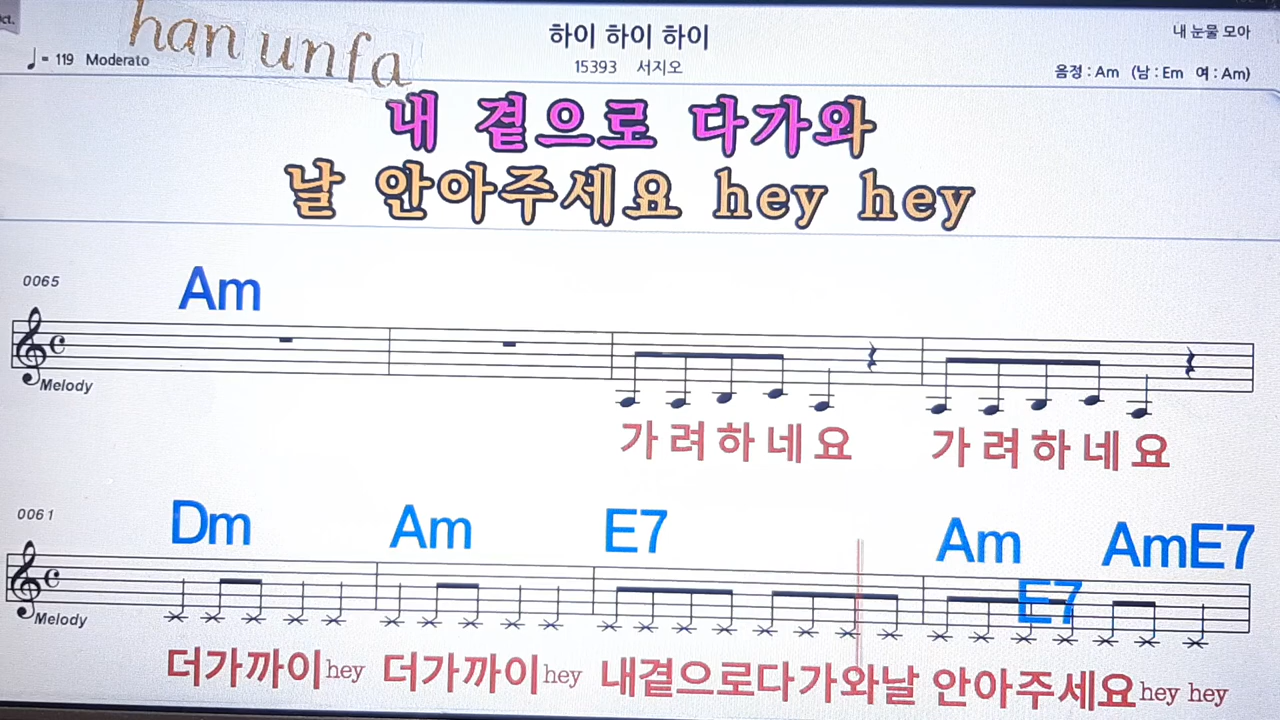 ct.
han unfa
하이 하이 하이
내 눈물 모아
♩= 119 Moderato
15393 서지오
음정 : Am (남 : Em 여 : Am)
내 곁으로 다가와
날 안아주세요 hey hey
0065
Am
Melody
가려하네요 가려하네요
0061
Dm Am E7 Am AmE7
E7
Melody
더가까이hey 더가까이hey 내곁으로다가와날 안아주세요hey hey